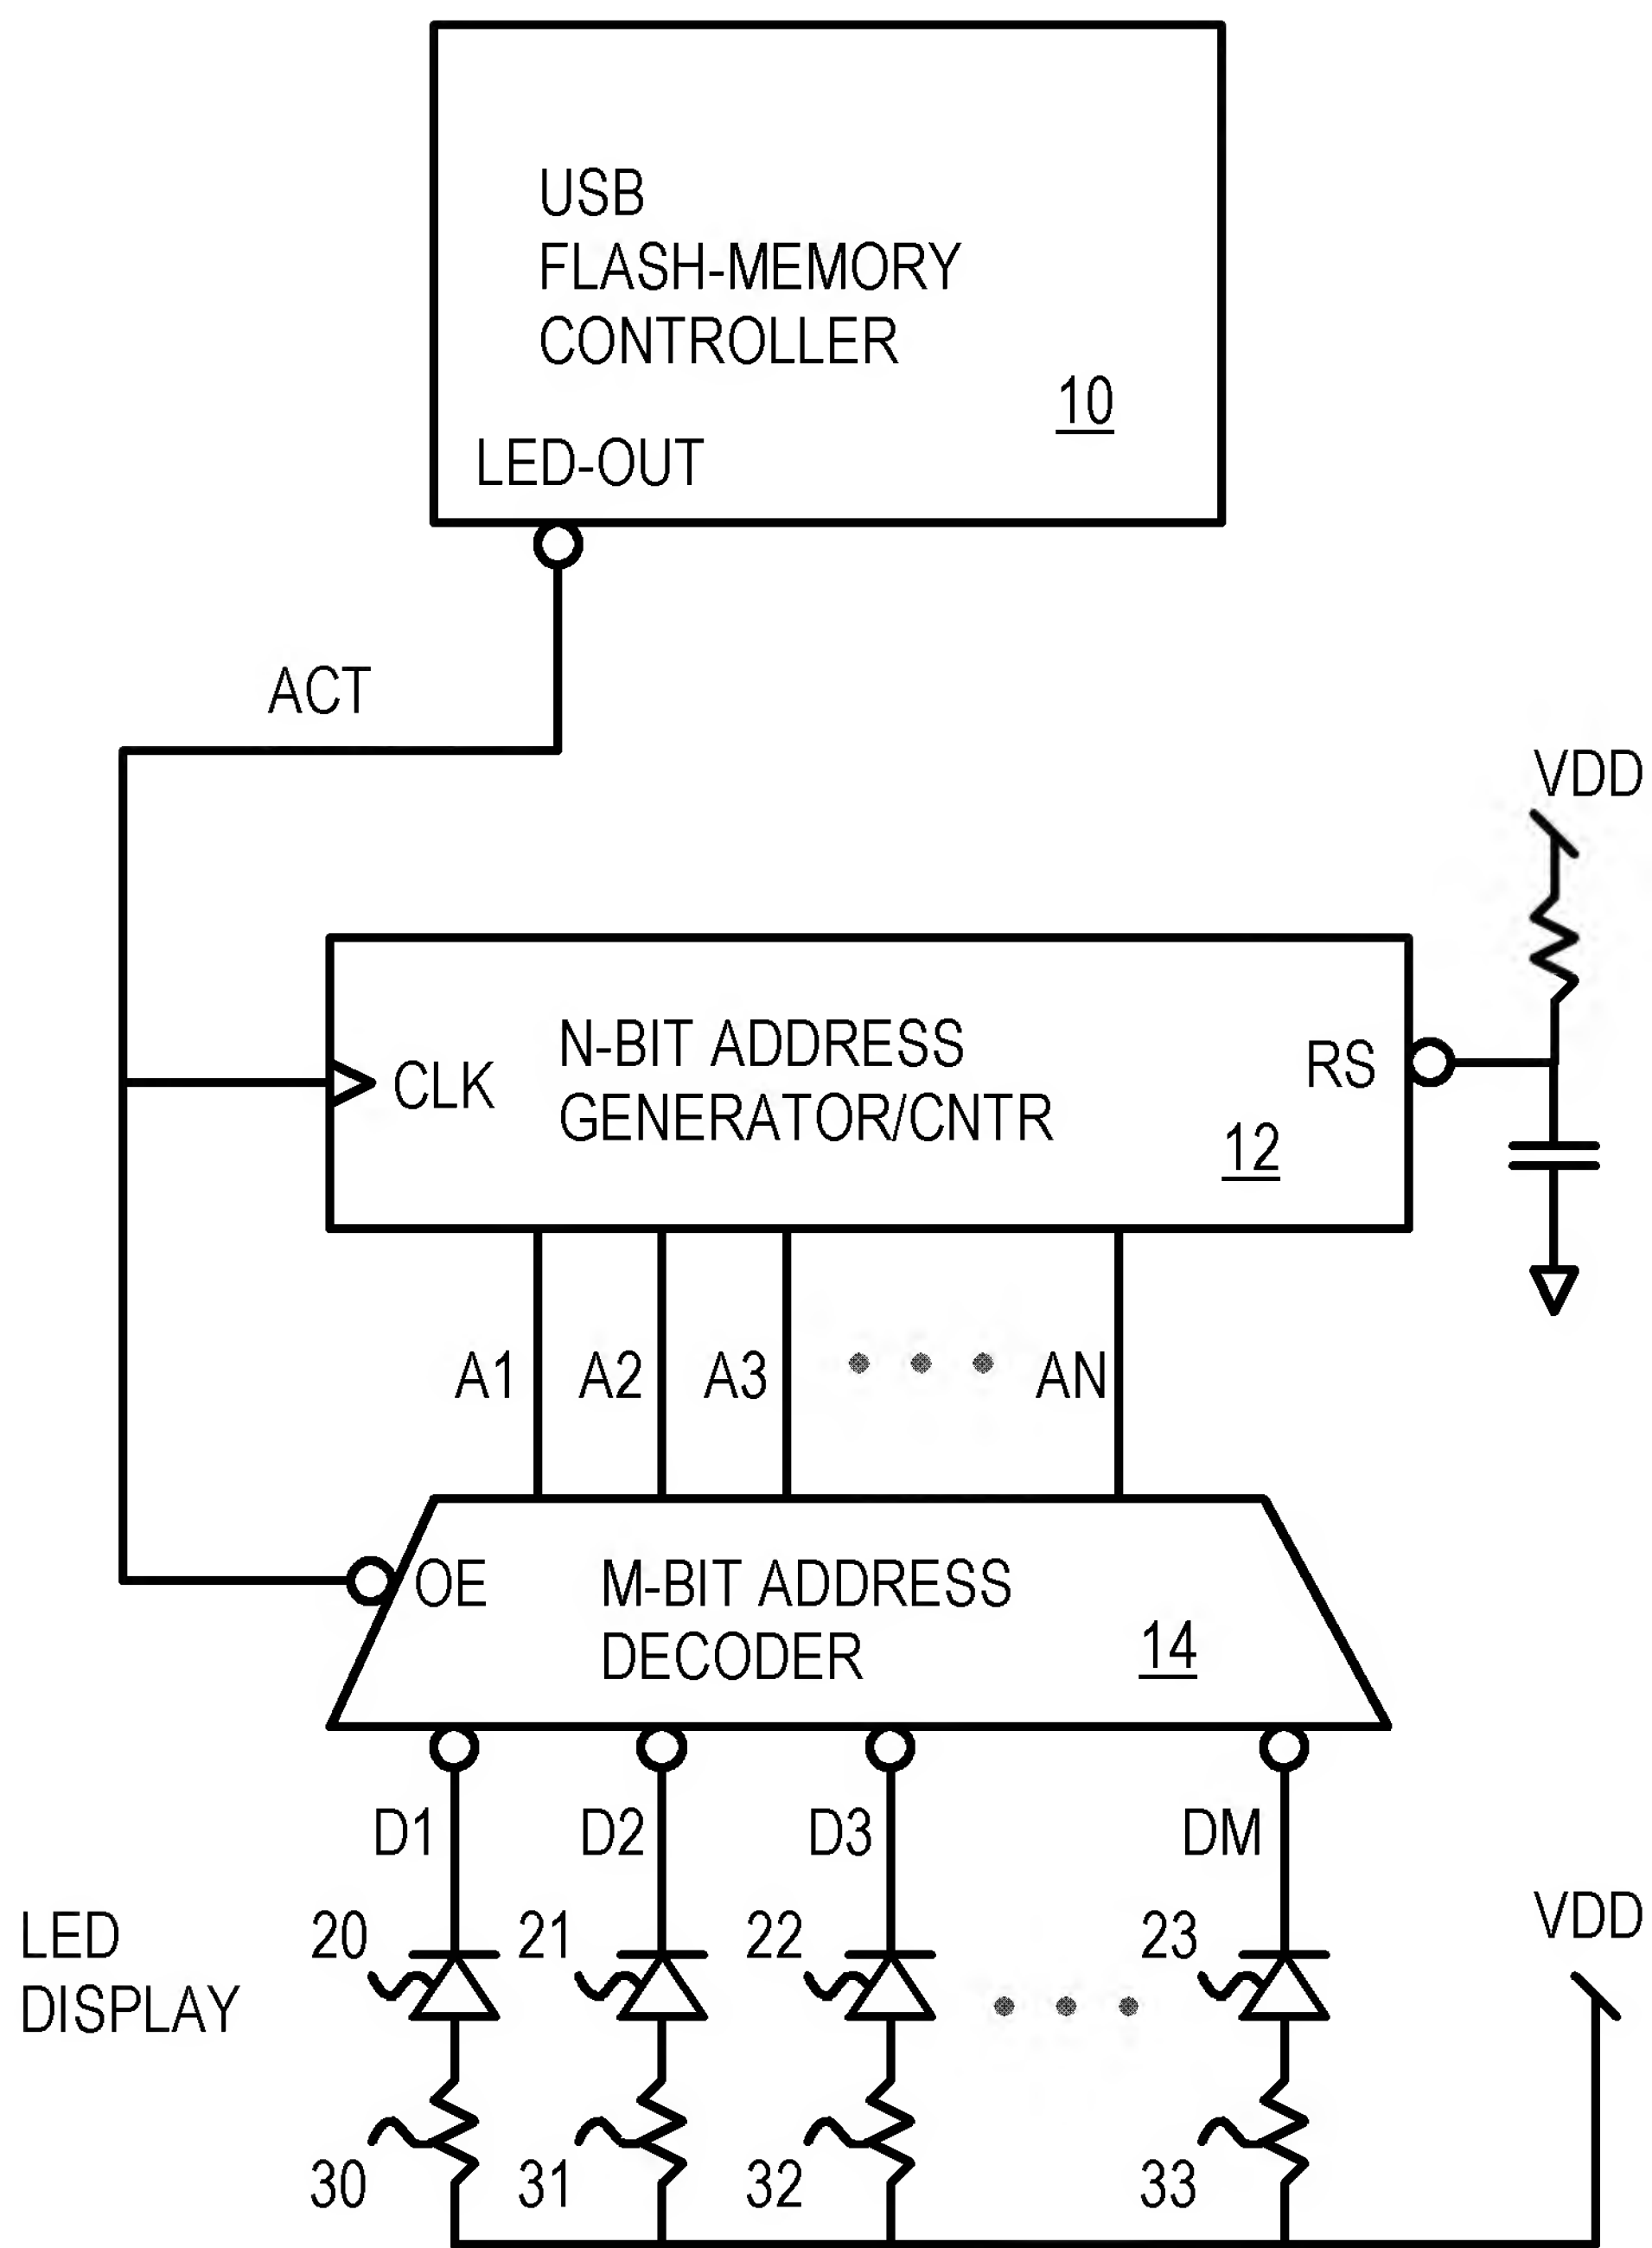 USB
FLASH-MEMORY
CONTROLLER
10
LED-OUT
ACT
VDD
N-BIT ADDRESS
GENERATOR/CNTR
CLK
RS
12
A1 A2 A3 AN
OE
M-BIT ADDRESS
DECODER
14
D1 D2 D3 DM
LED
DISPLAY
20 21 22 23
VDD
30 31 32 33